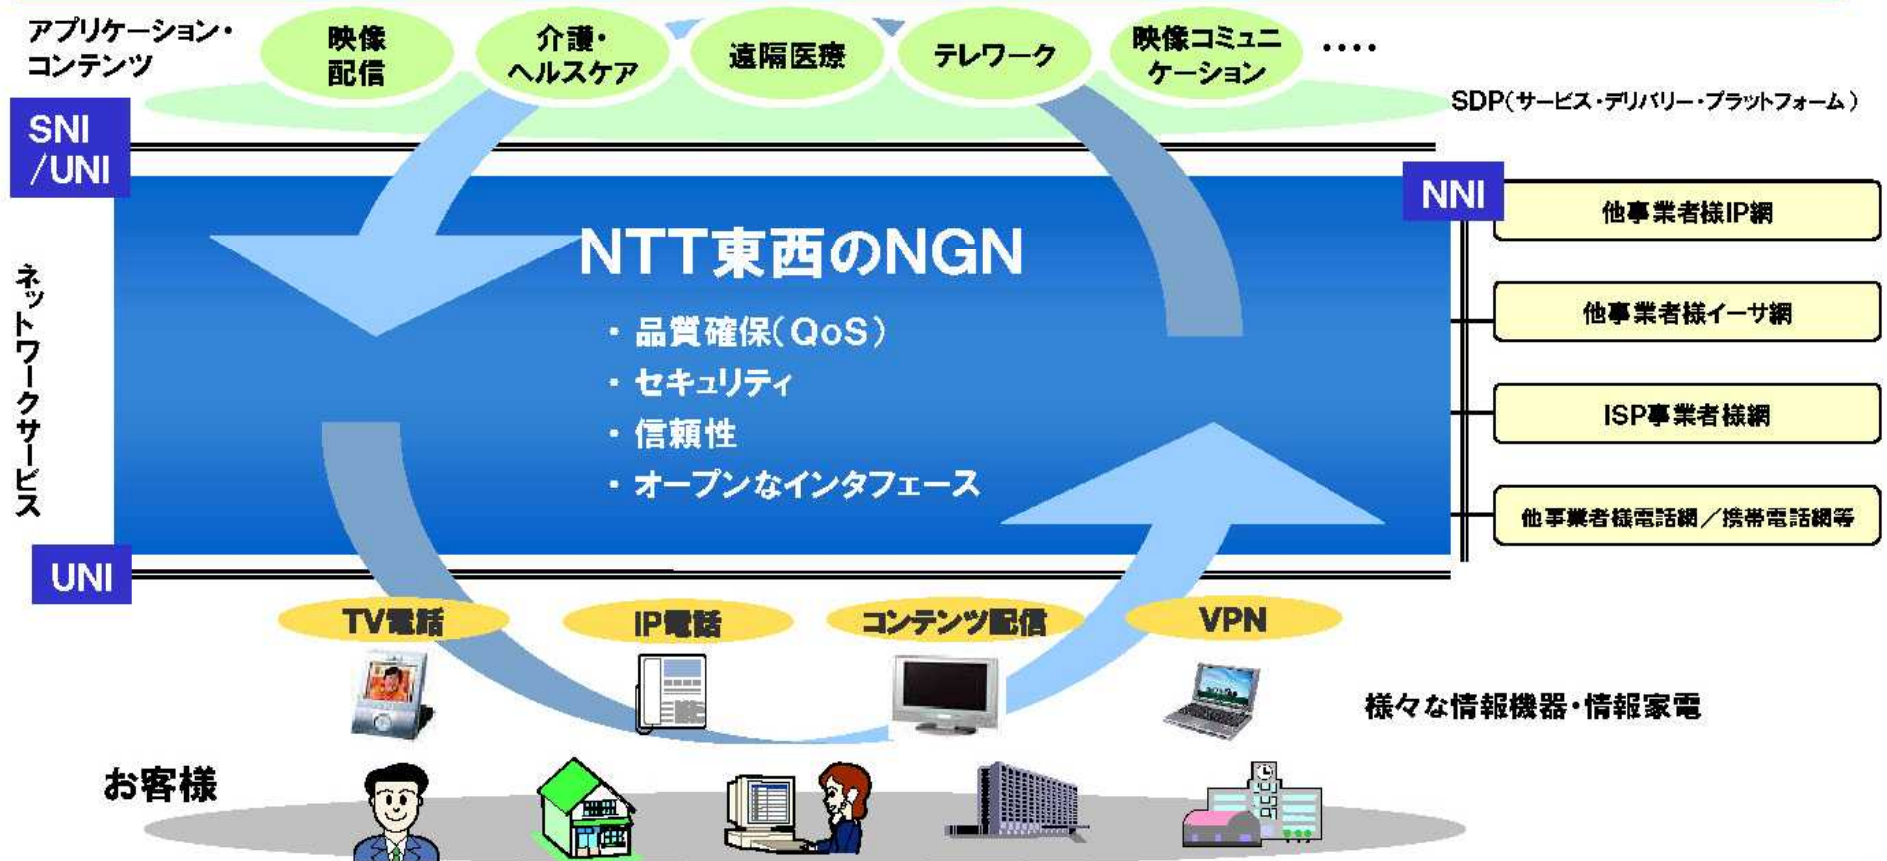 アプリケーション・
コンテンツ
映像
配信
介護・
ヘルスケア
遠隔医療
テレワーク
映像コミュニ
ケーション
････
SDP(サービス・デリバリー・プラットフォーム)
SNI
/UNI
NNI
ネットワークサービス
NTT東西のNGN
・品質確保(QoS)
・セキュリティ
・信頼性
・オープンなインタフェース
他事業者様IP網
他事業者様イーサ網
ISP事業者様網
他事業者様電話網/携帯電話網等
UNI
TV電話
IP電話
コンテンツ配信
VPN
様々な情報機器・情報家電
お客様